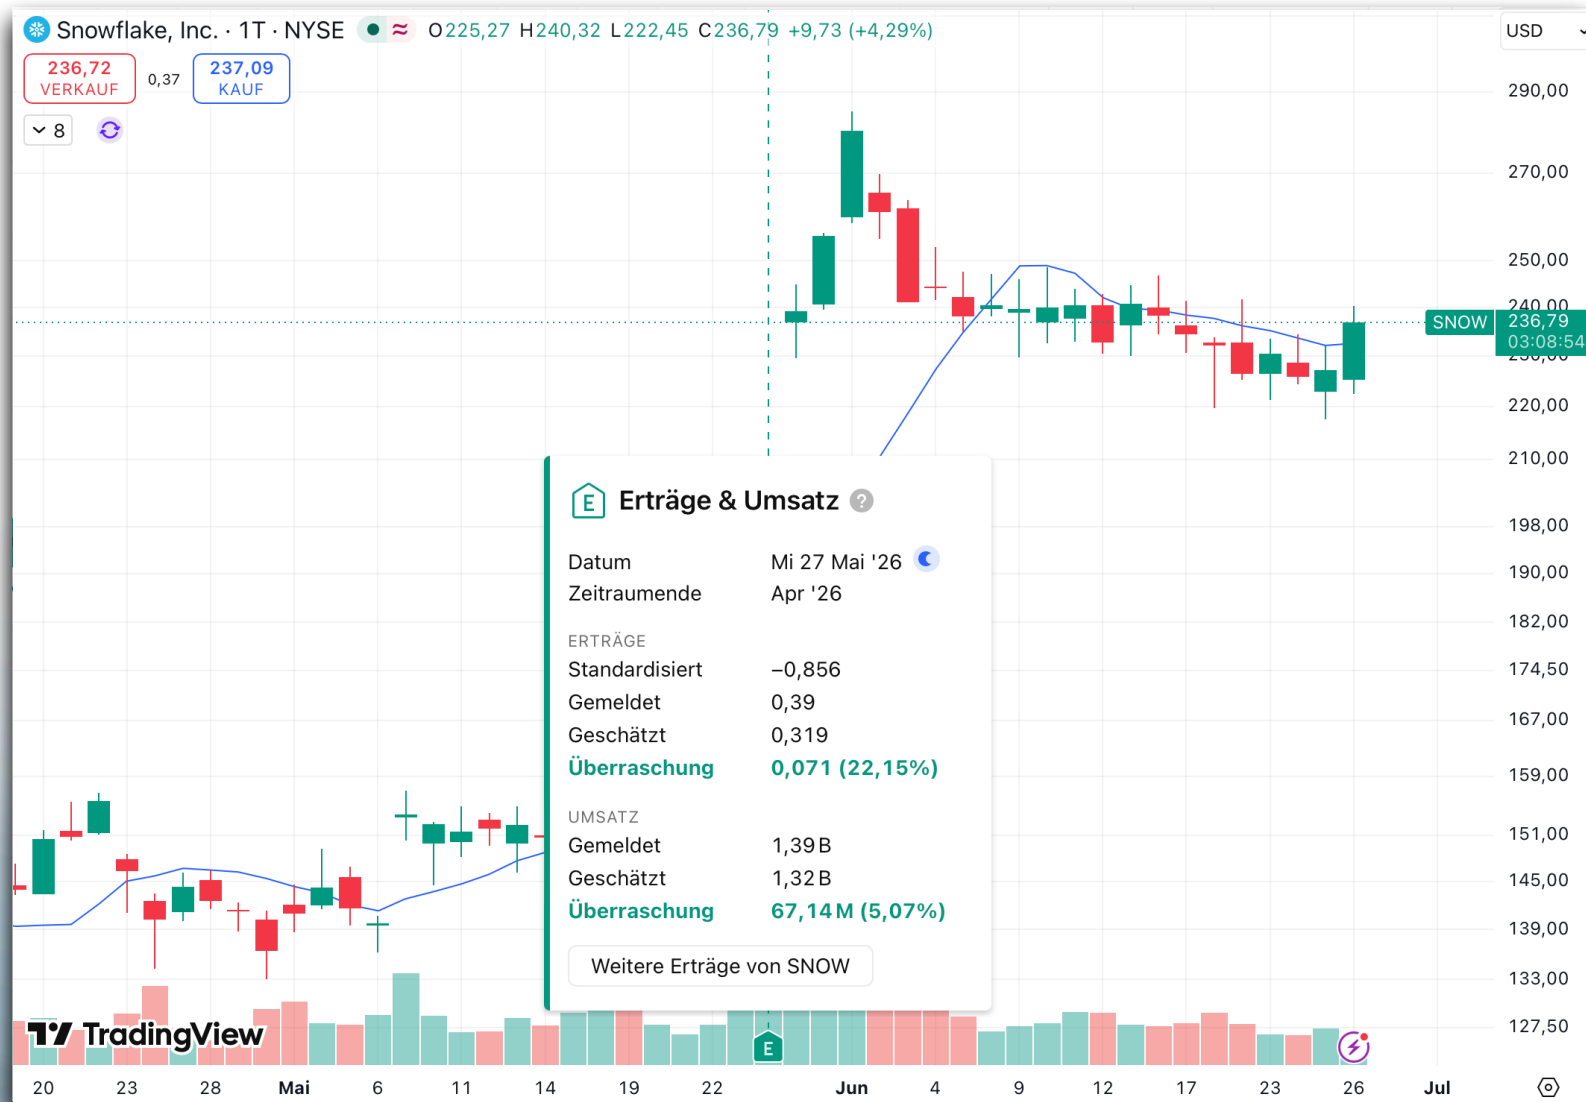 Snowflake, Inc. · 1T · NYSE O225,27 H240,32 L222,45 C236,79 +9,73 (+4,29%)
USD
236,72
VERKAUF
0,37
237,09
KAUF
8
290,00
270,00
250,00
240,00
SNOW
236,79
03:08:54
230,00
220,00
210,00
198,00
190,00
182,00
174,50
167,00
159,00
151,00
145,00
139,00
133,00
127,50
E Erträge & Umsatz ?
Datum Mi 27 Mai '26
Zeitraumende Apr '26
ERTRÄGE
Standardisiert −0,856
Gemeldet 0,39
Geschätzt 0,319
Überraschung 0,071 (22,15%)
UMSATZ
Gemeldet 1,39 B
Geschätzt 1,32 B
Überraschung 67,14 M (5,07%)
Weitere Erträge von SNOW
TradingView
E
20 23 28 Mai 6 11 14 19 22 Jun 4 9 12 17 23 26 Jul